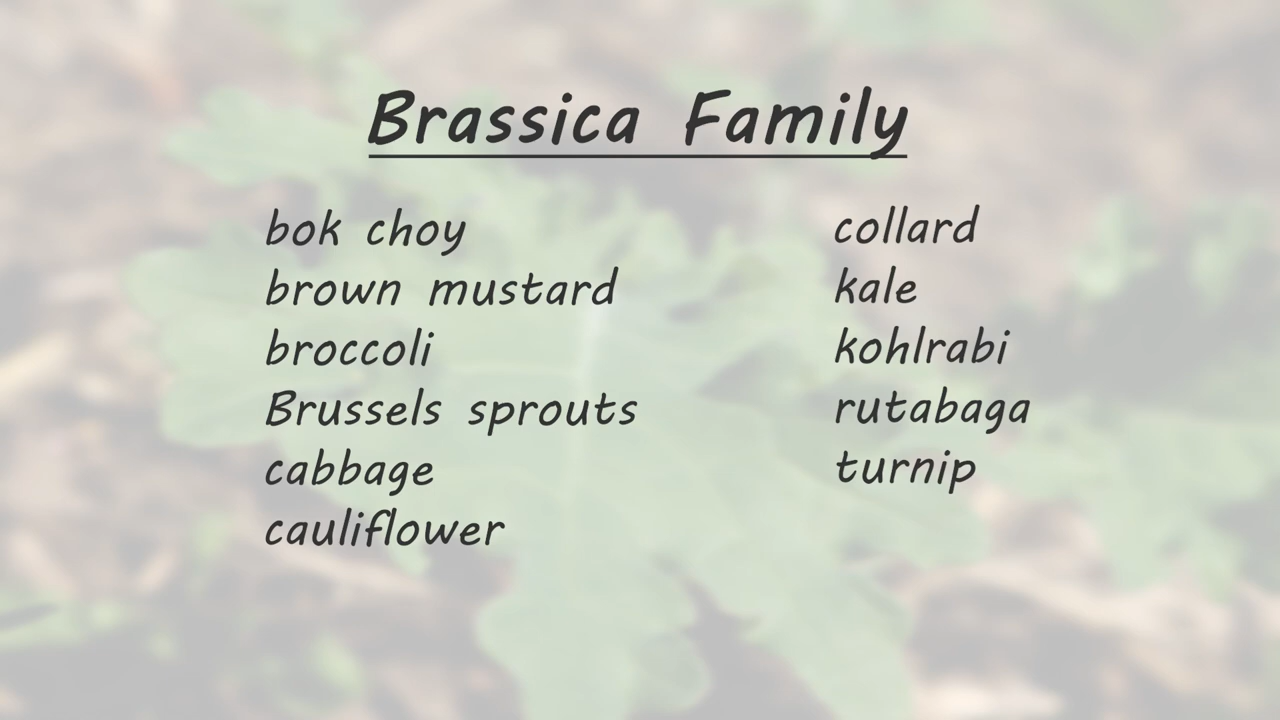 Brassica Family
bok choy
brown mustard
broccoli
Brussels sprouts
cabbage
cauliflower
collard
kale
kohlrabi
rutabaga
turnip